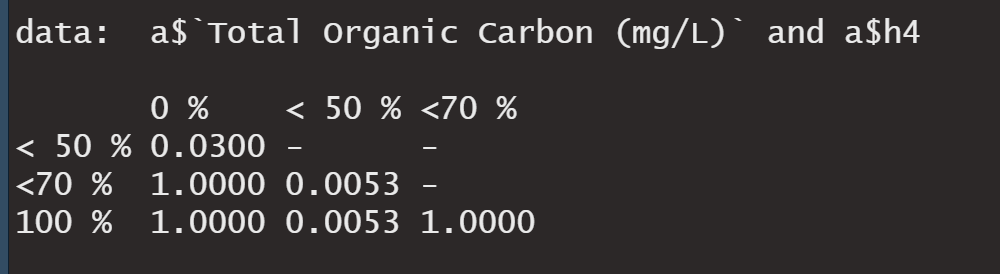 data:  a$`Total Organic Carbon (mg/L)` and a$h4
       0 %    < 50 % <70 %
< 50 % 0.0300 -      -
<70 %  1.0000 0.0053 -
100 %  1.0000 0.0053 1.0000